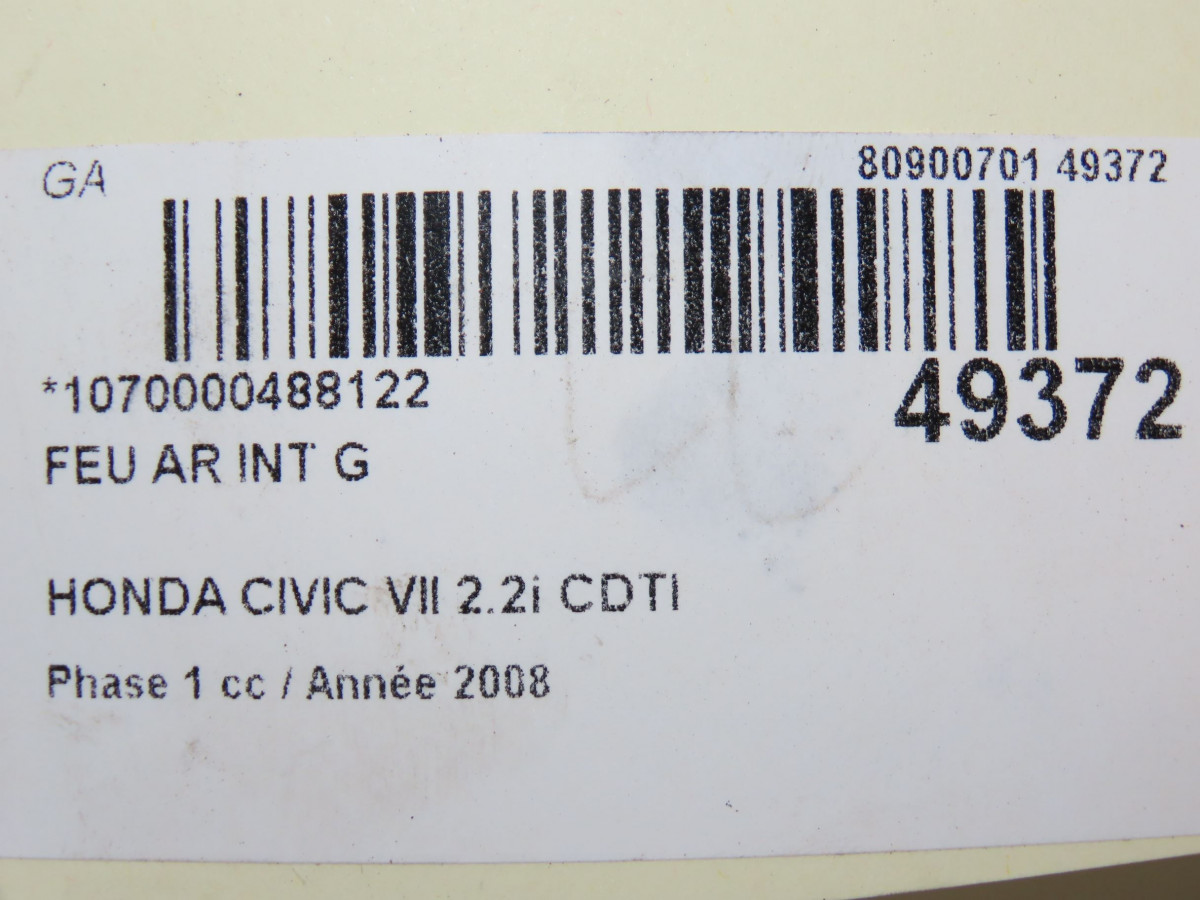 GA
80900701 49372
*1070000488122
49372
FEU AR INT G
HONDA CIVIC VII 2.2i CDTI
Phase 1 cc / Année 2008